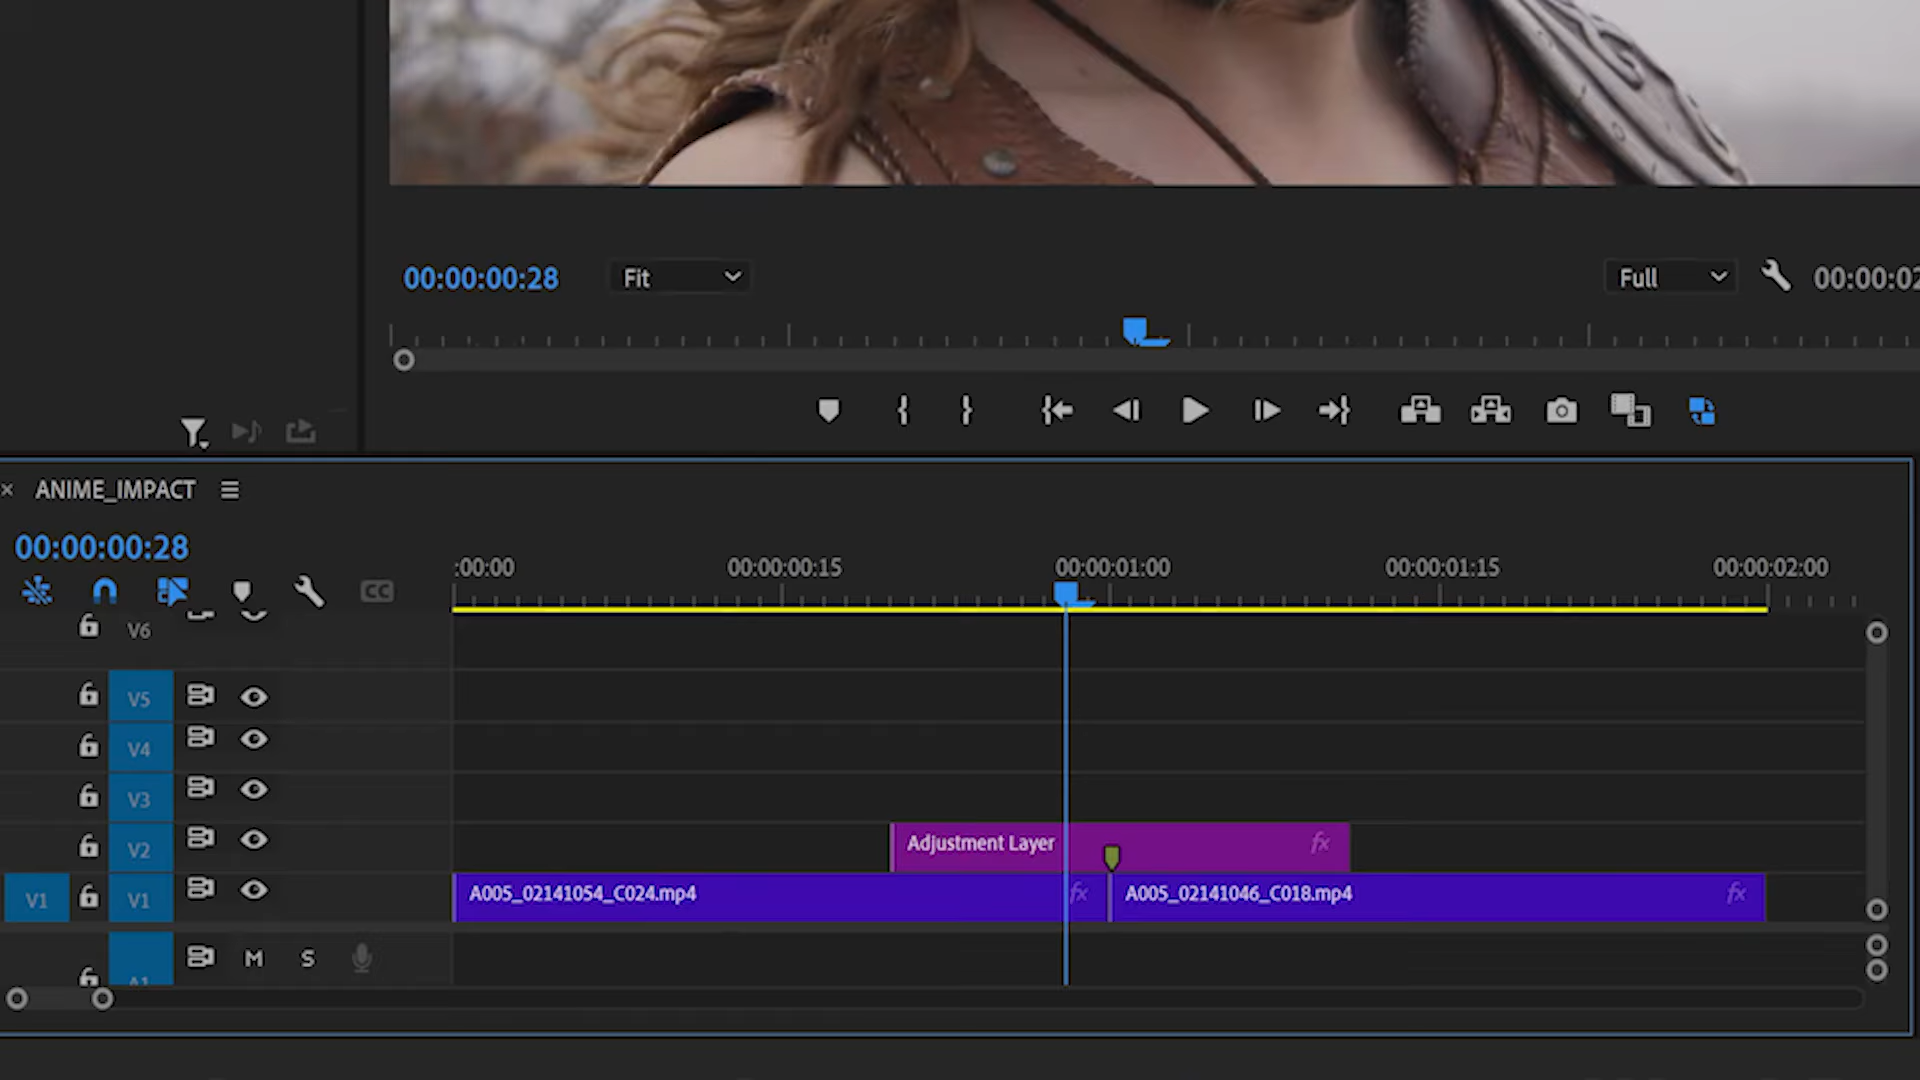 00:00:00:28 Fit Full 00:00:02
ANIME_IMPACT
00:00:00:28
:00:00 00:00:00:15 00:00:01:00 00:00:01:15 00:00:02:00
CC
V6
V5
V4
V3
V2 Adjustment Layer fx
V1 V1 A005_02141054_C024.mp4 fx A005_02141046_C018.mp4 fx
A1 M S